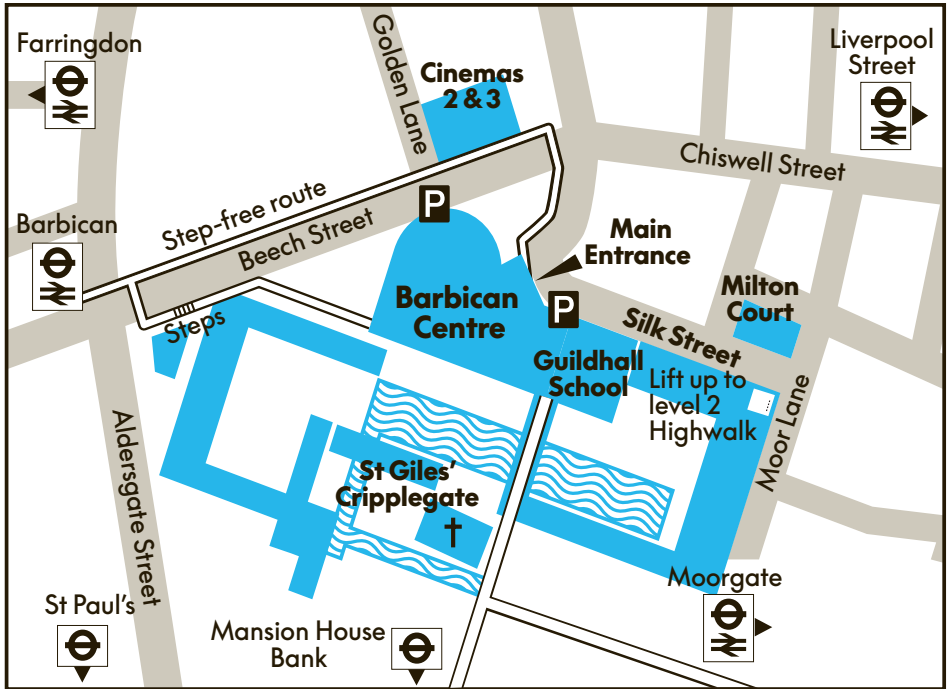 Farringdon
Golden Lane
Cinemas
2 & 3
Liverpool
Street
Chiswell Street
Step-free route
P
Barbican
Beech Street
Main
Entrance
Milton
Court
Barbican
Centre
P
Silk Street
Steps
Guildhall
School
Lift up to
level 2
Highwalk
Moor Lane
Aldersgate Street
St Giles'
Cripplegate
Moorgate
St Paul's
Mansion House
Bank